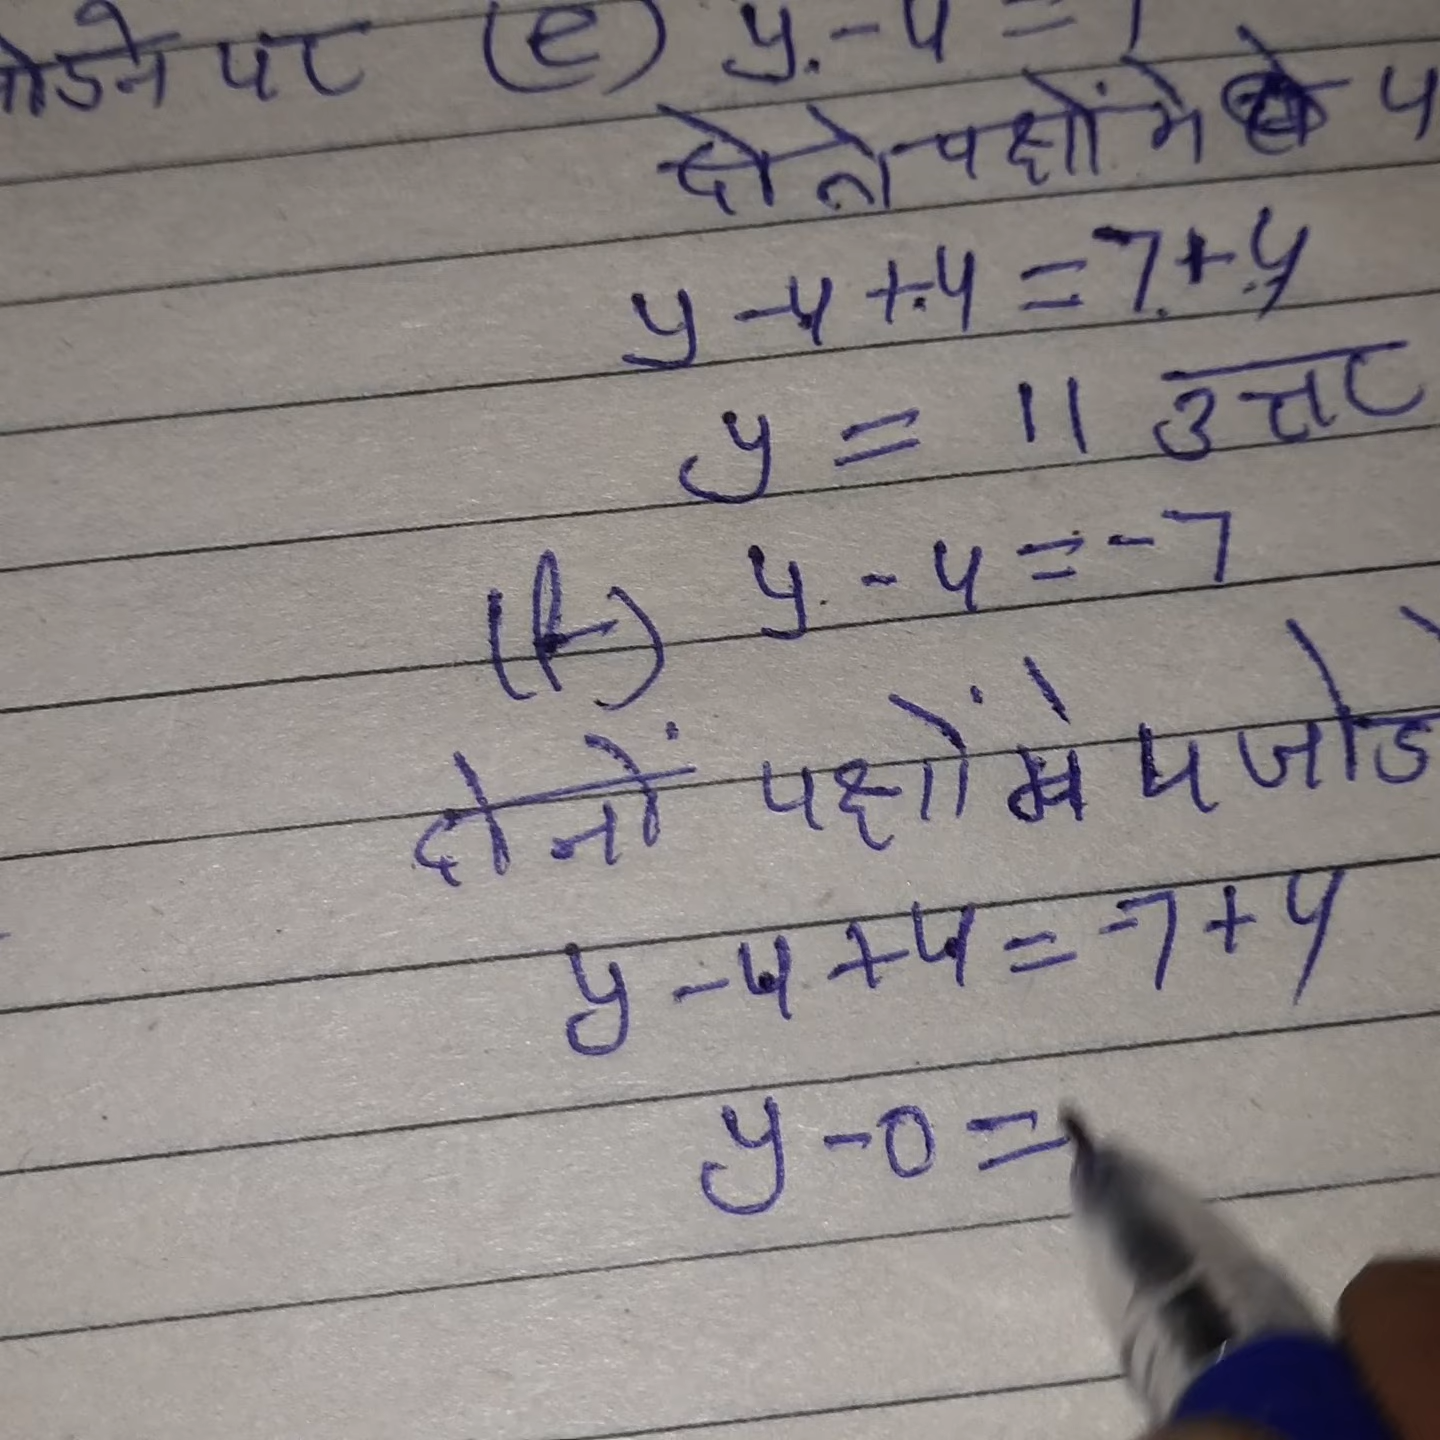 जोडने पर (e) y - 4 = 7
दोनो पक्षों मे 4
y - 4 + 4 = 7 + 4
y = 11 उत्तर
(f) y - 4 = -7
दोनों पक्षों में 4 जोड
y - 4 + 4 = -7 + 4
y - 0 =